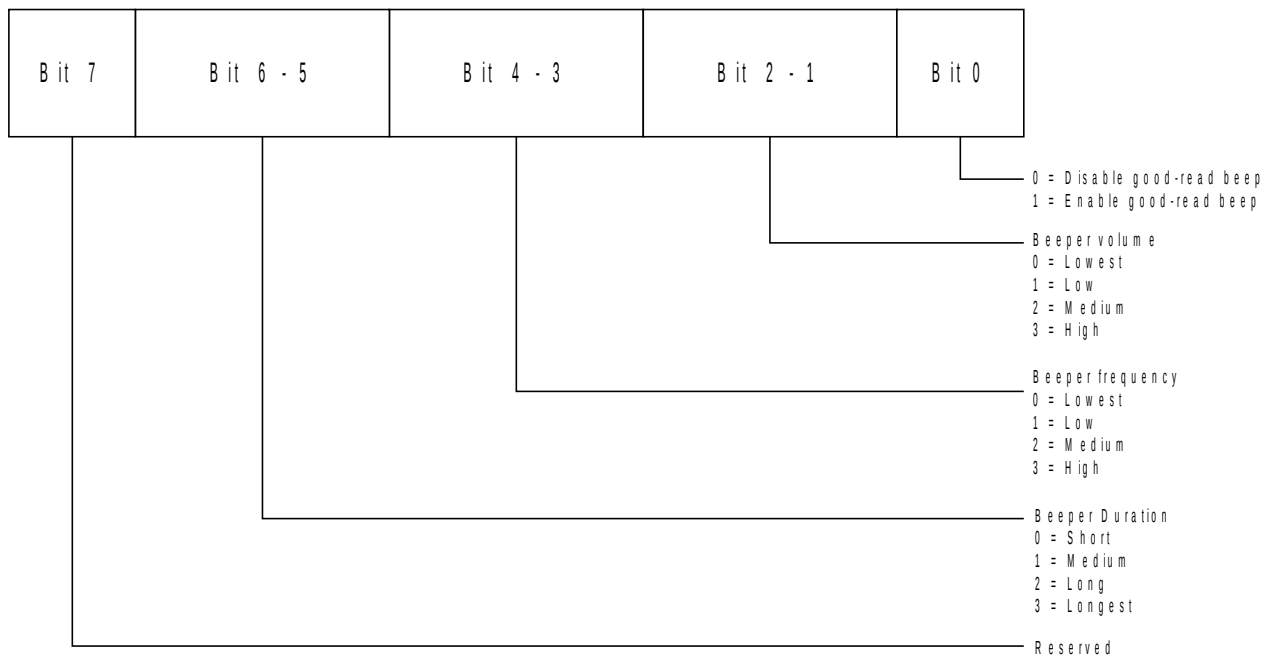 Bit 7 Bit 6 - 5 Bit 4 - 3 Bit 2 - 1 Bit 0
0 = Disable good-read beep
1 = Enable good-read beep
Beeper volume
0 = Lowest
1 = Low
2 = Medium
3 = High
Beeper frequency
0 = Lowest
1 = Low
2 = Medium
3 = High
Beeper Duration
0 = Short
1 = Medium
2 = Long
3 = Longest
Reserved